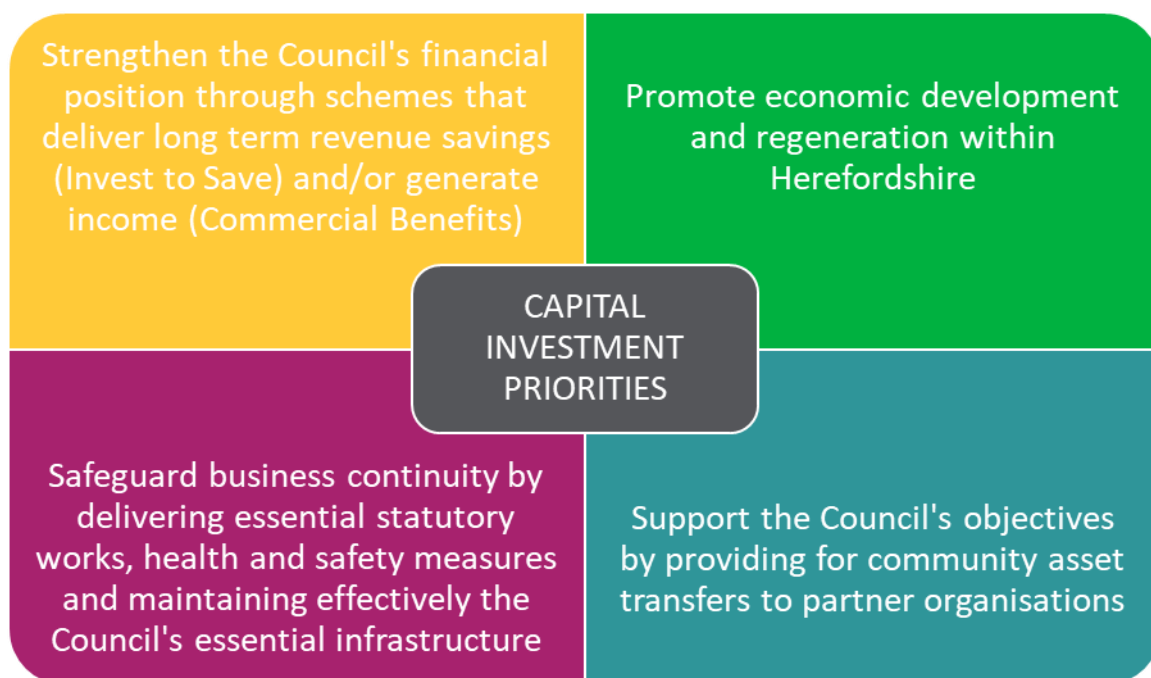 Strengthen the Council's financial
position through schemes that
deliver long term revenue savings
(Invest to Save) and/or generate
income (Commercial Benefits)
Promote economic development
and regeneration within
Herefordshire
CAPITAL
INVESTMENT
PRIORITIES
Safeguard business continuity by
delivering essential statutory
works, health and safety measures
and maintaining effectively the
Council's essential infrastructure
Support the Council's objectives
by providing for community asset
transfers to partner organisations